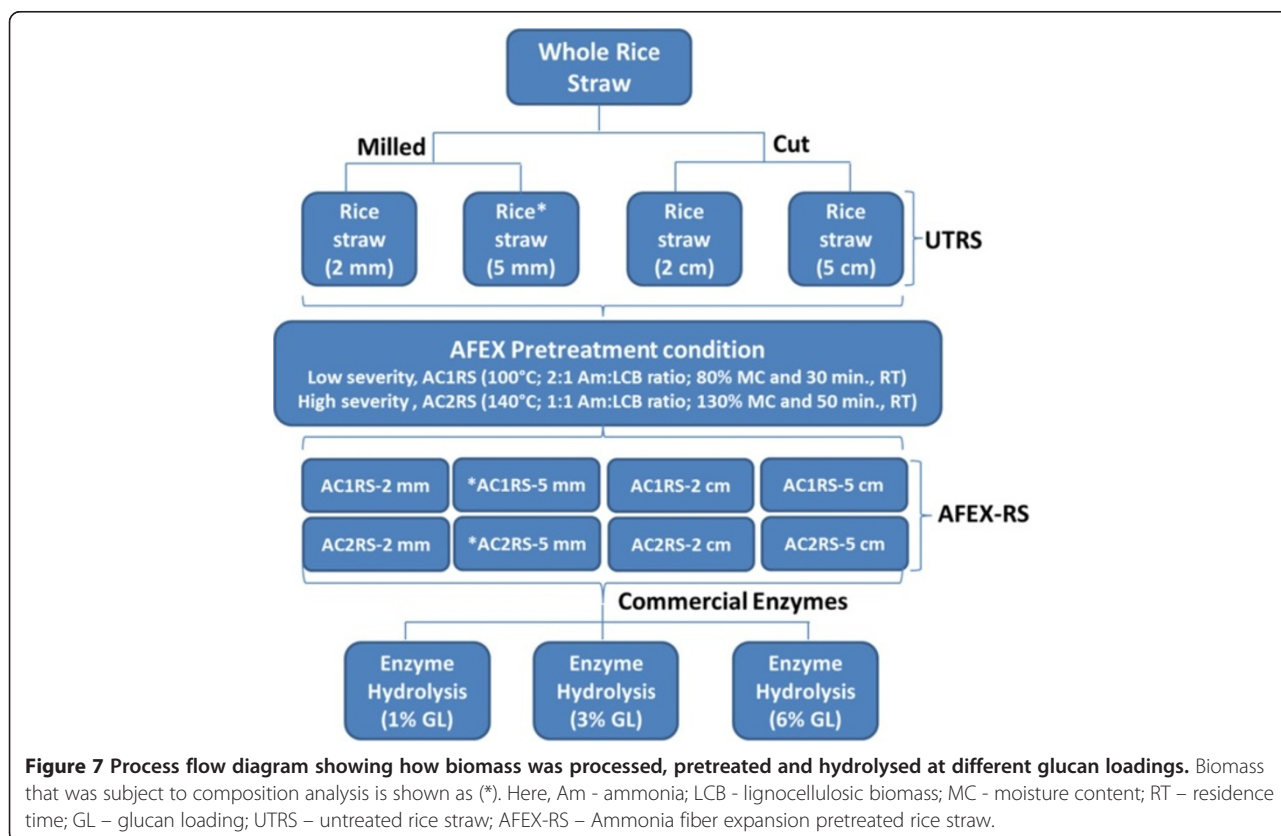 Whole Rice
Straw
Milled
Cut
Rice
straw
(2 mm)
Rice*
straw
(5 mm)
Rice
straw
(2 cm)
Rice
straw
(5 cm)
UTRS
AFEX Pretreatment condition
Low severity, AC1RS (100°C; 2:1 Am:LCB ratio; 80% MC and 30 min., RT)
High severity , AC2RS (140°C; 1:1 Am:LCB ratio; 130% MC and 50 min., RT)
AC1RS-2 mm
*AC1RS-5 mm
AC1RS-2 cm
AC1RS-5 cm
AC2RS-2 mm
*AC2RS-5 mm
AC2RS-2 cm
AC2RS-5 cm
AFEX-RS
Commercial Enzymes
Enzyme
Hydrolysis
(1% GL)
Enzyme
Hydrolysis
(3% GL)
Enzyme
Hydrolysis
(6% GL)
Figure 7 Process flow diagram showing how biomass was processed, pretreated and hydrolysed at different glucan loadings. Biomass
that was subject to composition analysis is shown as (*). Here, Am - ammonia; LCB - lignocellulosic biomass; MC - moisture content; RT – residence
time; GL – glucan loading; UTRS – untreated rice straw; AFEX-RS – Ammonia fiber expansion pretreated rice straw.